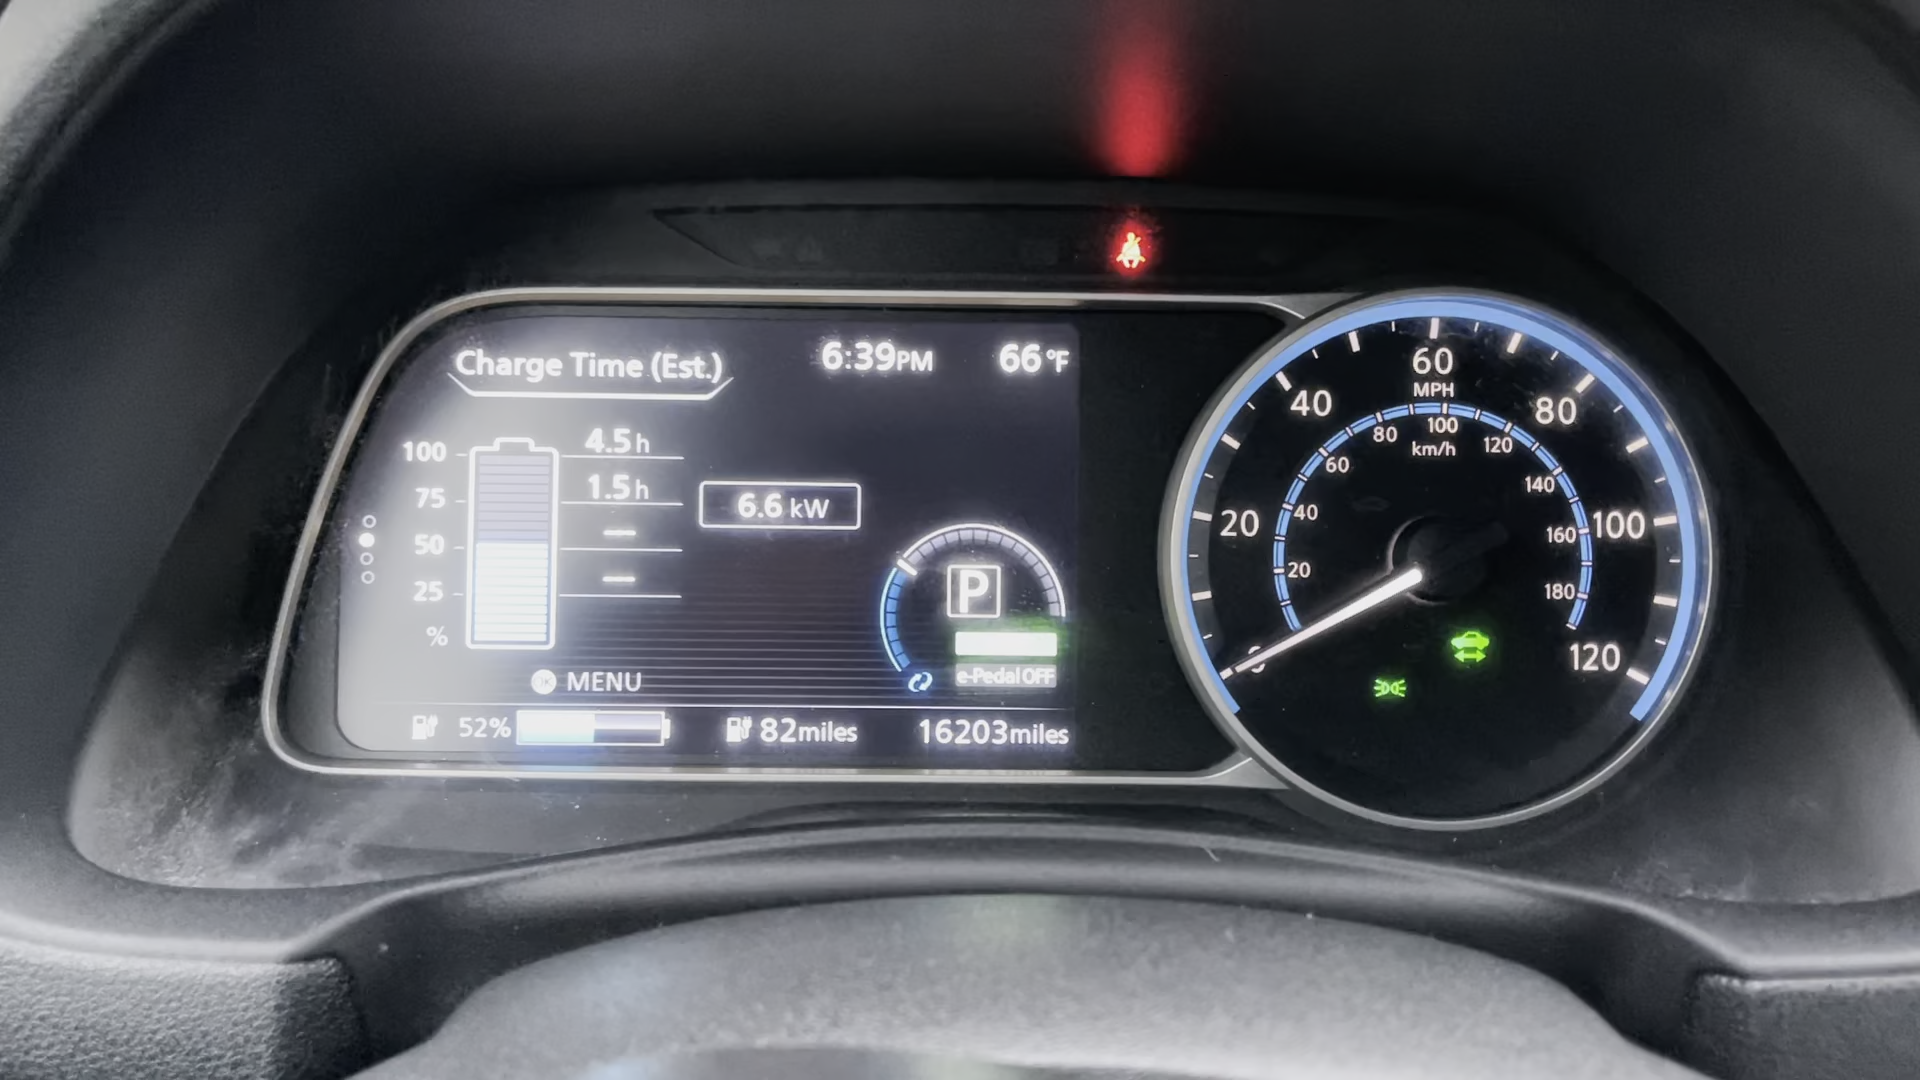 Charge Time (Est.) 6:39PM 66°F
100 4.5h
75 1.5h
6.6 kW
50 —
25 —
%
P
e-Pedal OFF
OK MENU
52% 82miles 16203miles
0 20 40 60 80 100 120
MPH
20 40 60 80 100 120 140 160 180
km/h